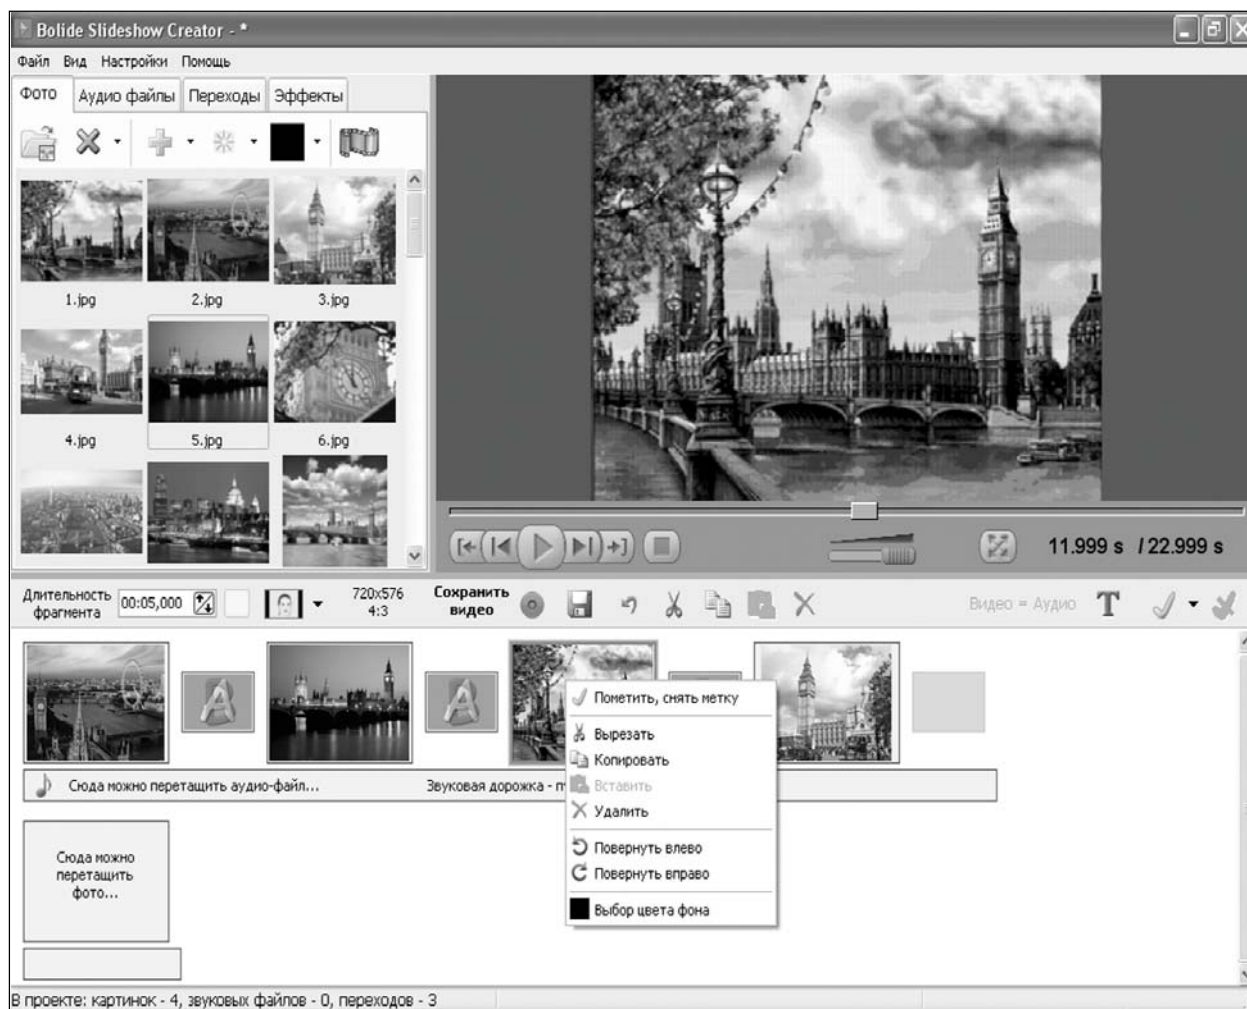 Bolide Slideshow Creator - *
Файл Вид Настройки Помощь
Фото Аудио файлы Переходы Эффекты
1.jpg 2.jpg 3.jpg
4.jpg 5.jpg 6.jpg
11.999 s / 22.999 s
Длительность фрагмента 00:05,000
720x576
4:3
Сохранить
видео
Видео = Аудио T
A A
Пометить, снять метку
Вырезать
Копировать
Вставить
Удалить
Повернуть влево
Повернуть вправо
Выбор цвета фона
Сюда можно перетащить аудио-файл... Звуковая дорожка -
Сюда можно
перетащить
фото...
В проекте: картинок - 4, звуковых файлов - 0, переходов - 3